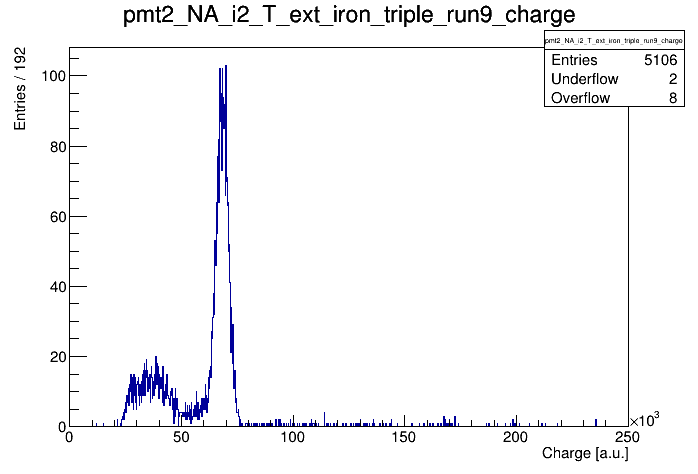 pmt2_NA_i2_T_ext_iron_triple_run9_charge
pmt2_NA_i2_T_ext_iron_triple_run9_charge
Entries 5106
Underflow 2
Overflow 8
Entries / 192
100
80
60
40
20
0
0 50 100 150 200 250
×10³
Charge [a.u.]